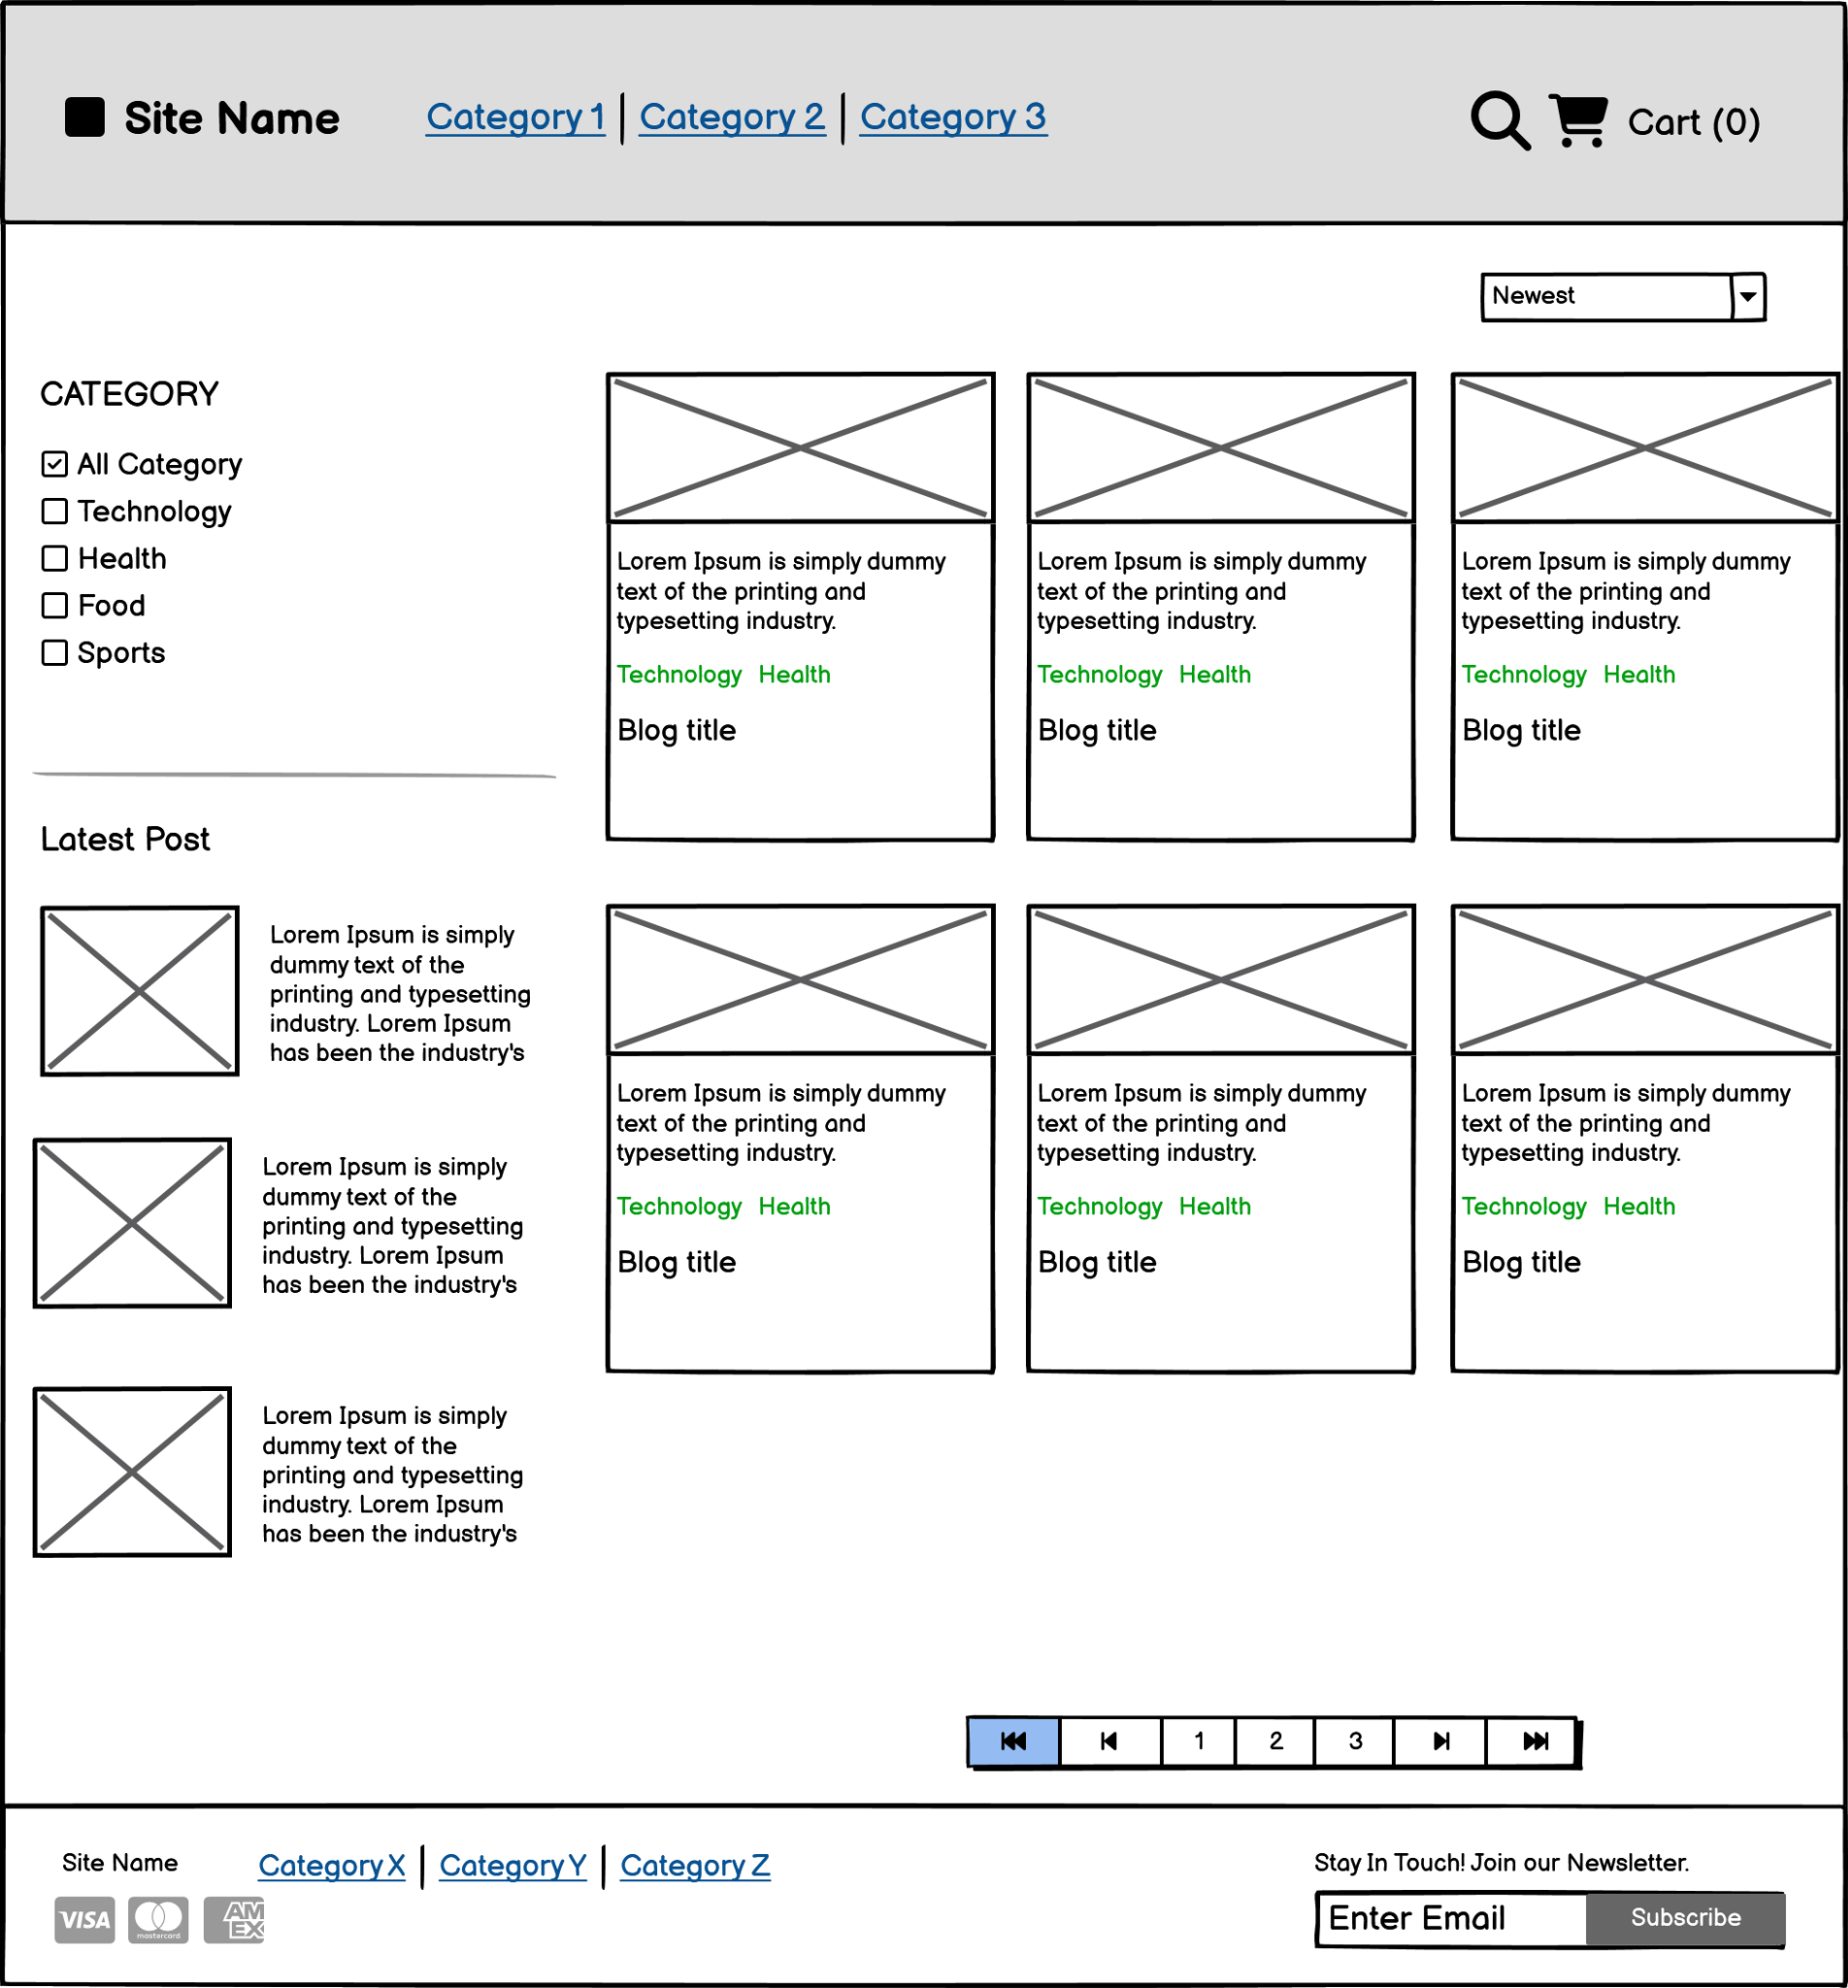 Site Name
Category 1
Category 2
Category 3
Cart (0)
Newest
CATEGORY
All Category
Technology
Health
Food
Sports
Latest Post
Lorem Ipsum is simply
dummy text of the
printing and typesetting
industry. Lorem Ipsum
has been the industry's
Lorem Ipsum is simply
dummy text of the
printing and typesetting
industry. Lorem Ipsum
has been the industry's
Lorem Ipsum is simply
dummy text of the
printing and typesetting
industry. Lorem Ipsum
has been the industry's
Lorem Ipsum is simply dummy
text of the printing and
typesetting industry.
Technology Health
Blog title
Lorem Ipsum is simply dummy
text of the printing and
typesetting industry.
Technology Health
Blog title
Lorem Ipsum is simply dummy
text of the printing and
typesetting industry.
Technology Health
Blog title
Lorem Ipsum is simply dummy
text of the printing and
typesetting industry.
Technology Health
Blog title
Lorem Ipsum is simply dummy
text of the printing and
typesetting industry.
Technology Health
Blog title
Lorem Ipsum is simply dummy
text of the printing and
typesetting industry.
Technology Health
Blog title
1 2 3
Site Name
Category X
Category Y
Category Z
VISA
mastercard
AM
EX
Stay In Touch! Join our Newsletter.
Enter Email
Subscribe